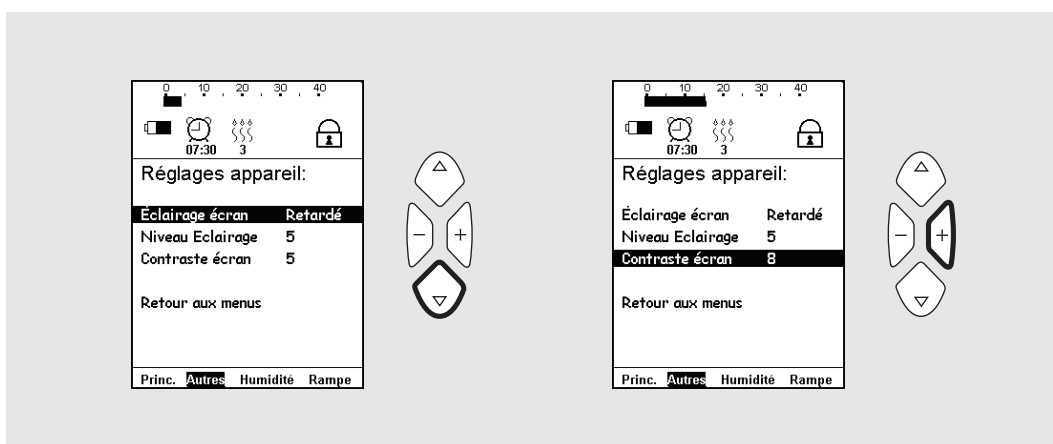 0 10 20 30 40
07:30 3
Réglages appareil:
Éclairage écran Retardé
Niveau Eclairage 5
Contraste écran 5
Retour aux menus
Princ. Autres Humidité Rampe
− +
0 10 20 30 40
07:30 3
Réglages appareil:
Éclairage écran Retardé
Niveau Eclairage 5
Contraste écran 8
Retour aux menus
Princ. Autres Humidité Rampe
− +